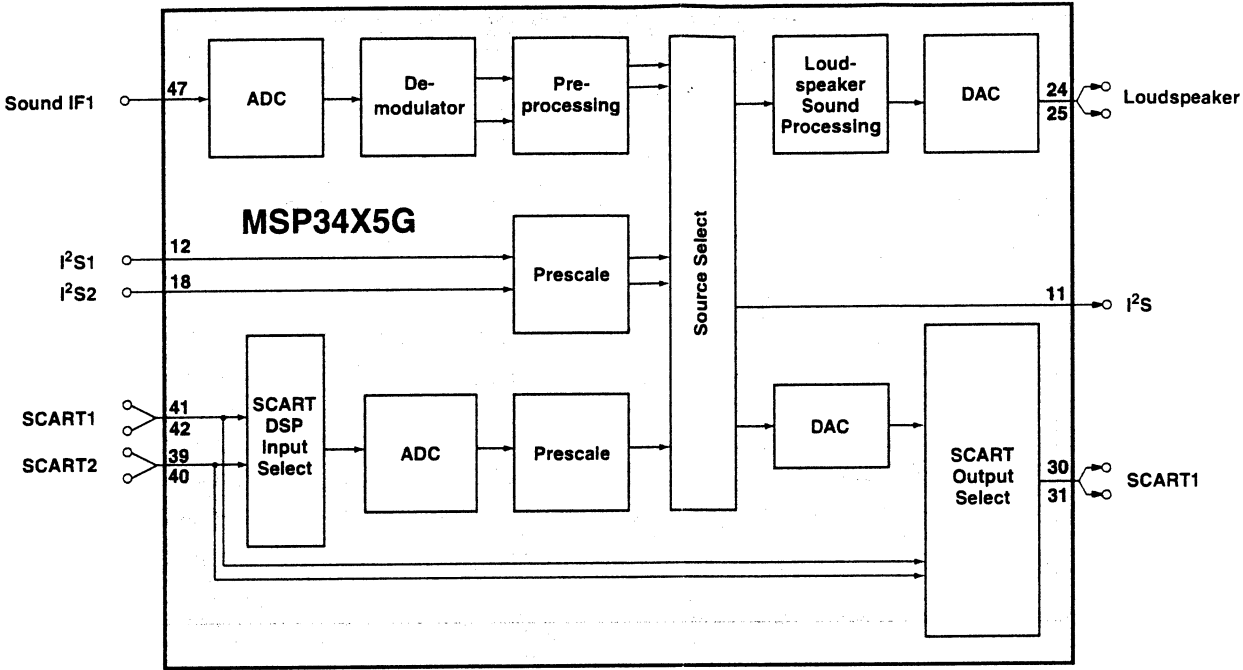 Sound IF1
47
ADC
De-
modulator
Pre-
processing
Loud-
speaker
Sound
Processing
DAC
24
25
Loudspeaker
MSP34X5G
I²S1
12
I²S2
18
Prescale
Source Select
11
I²S
SCART1
41
42
SCART2
39
40
SCART
DSP
Input
Select
ADC
Prescale
DAC
SCART
Output
Select
30
31
SCART1